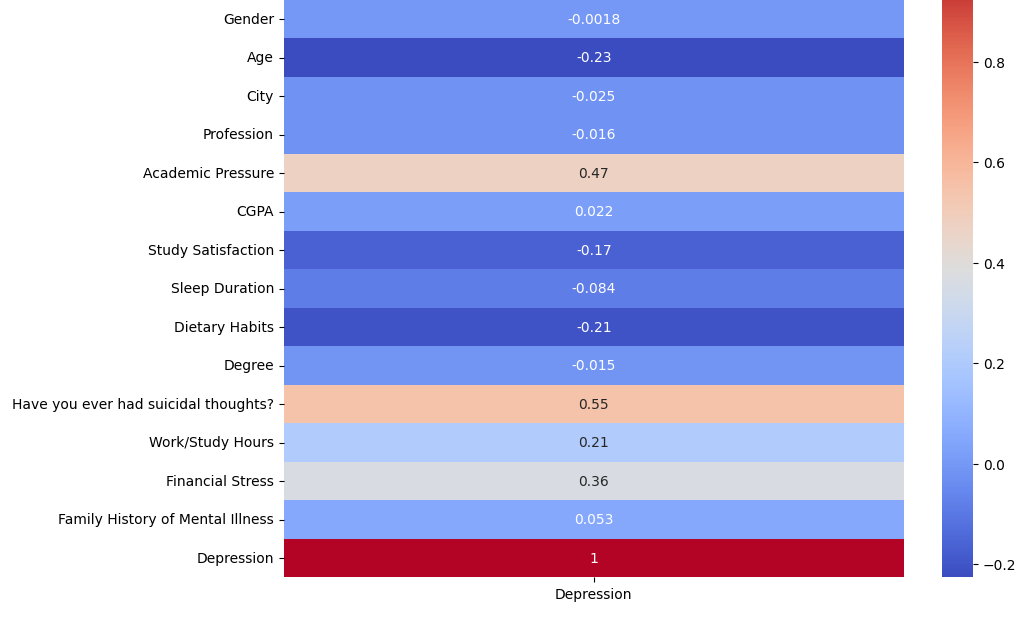 Gender -0.0018
Age -0.23
City -0.025
Profession -0.016
Academic Pressure 0.47
CGPA 0.022
Study Satisfaction -0.17
Sleep Duration -0.084
Dietary Habits -0.21
Degree -0.015
Have you ever had suicidal thoughts? 0.55
Work/Study Hours 0.21
Financial Stress 0.36
Family History of Mental Illness 0.053
Depression 1
Depression
0.8
0.6
0.4
0.2
0.0
−0.2